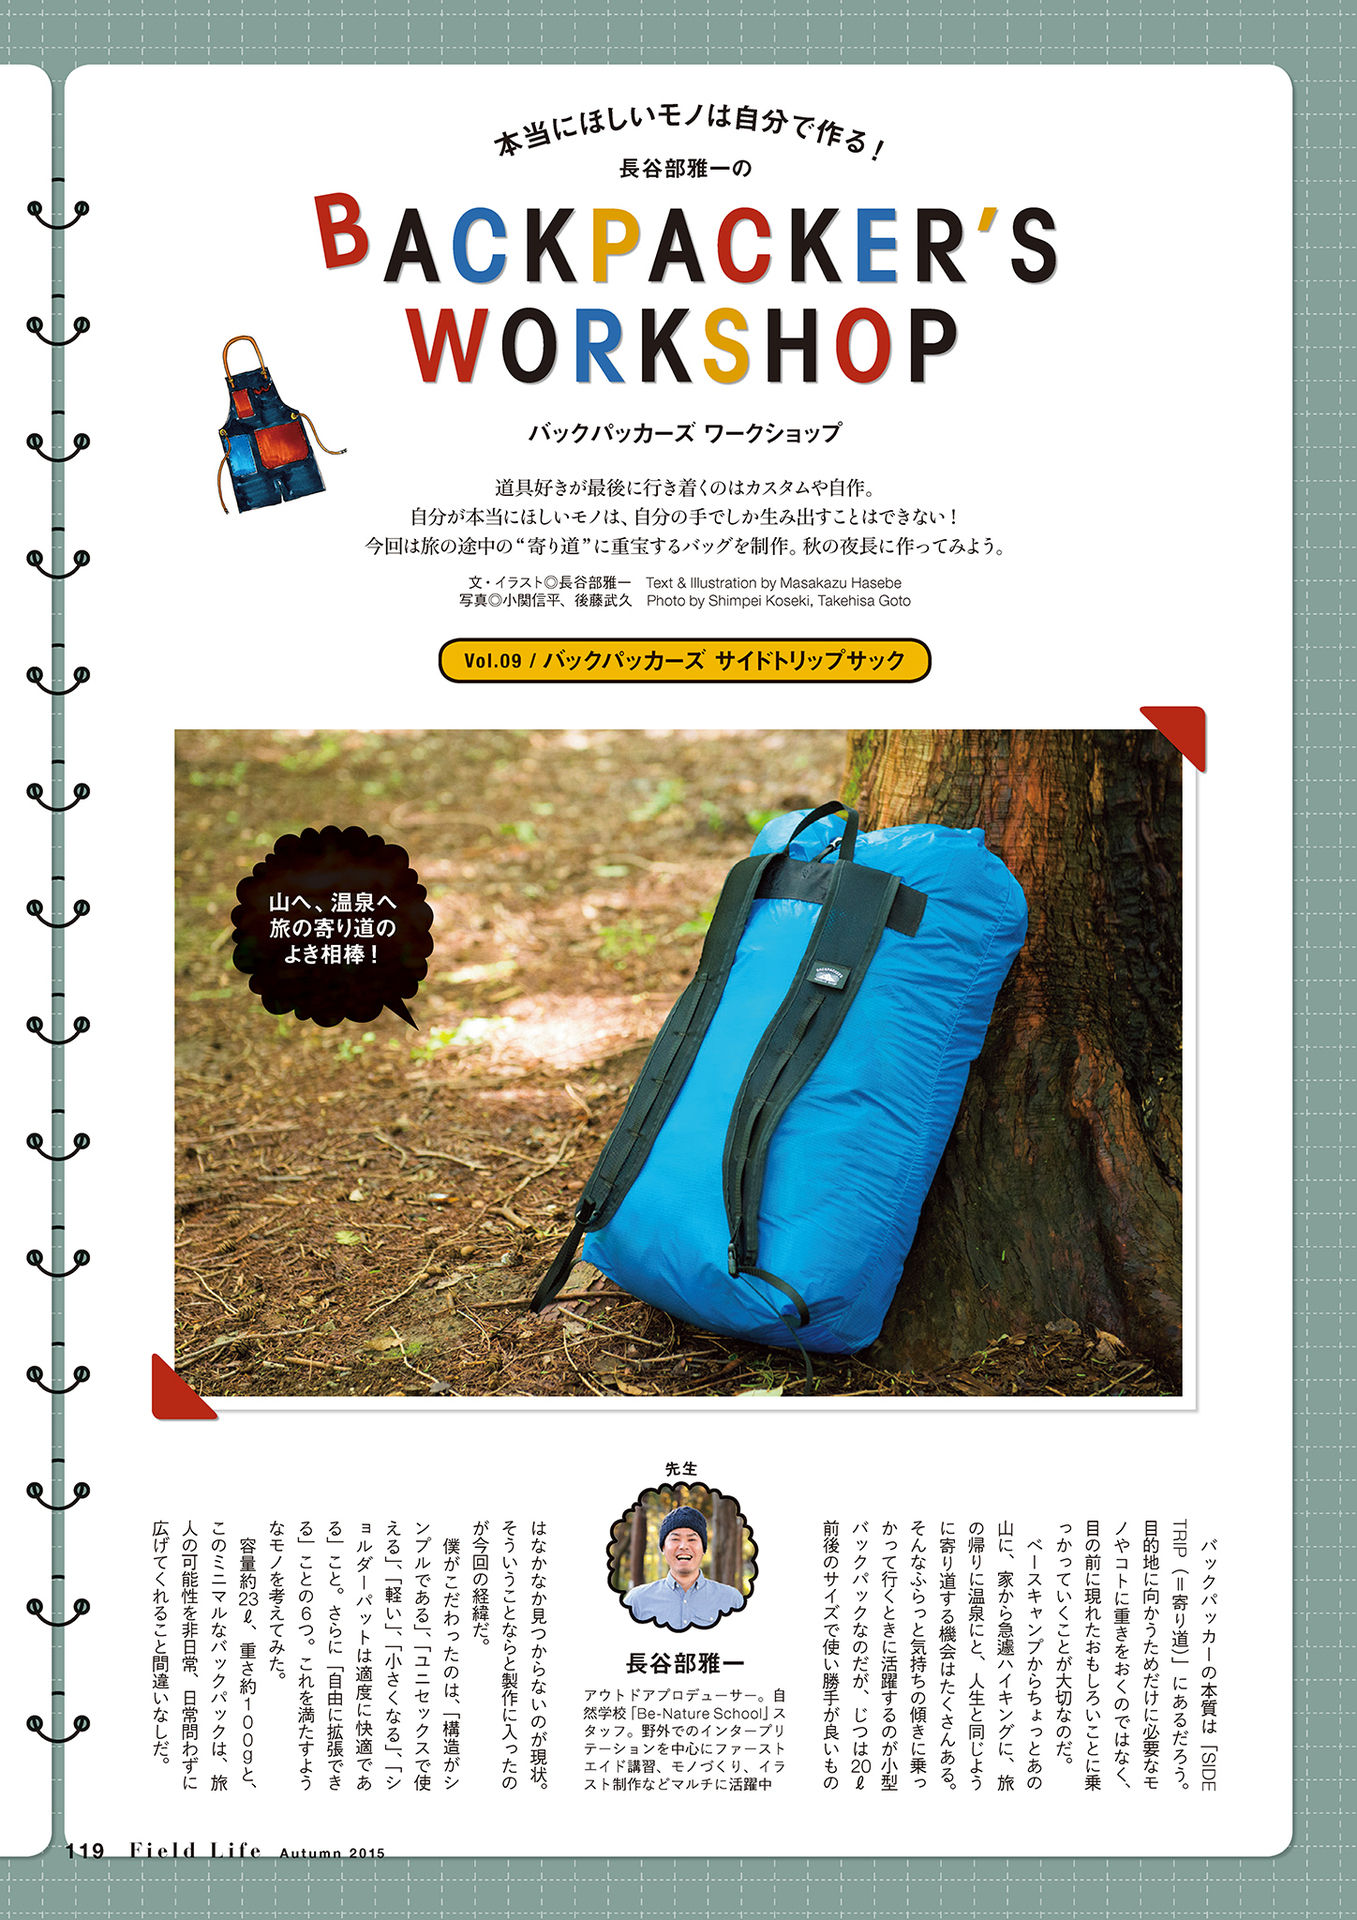 本当にほしいモノは自分で作る！
長谷部雅一の
BACKPACKER'S
WORKSHOP
バックパッカーズ ワークショップ
道具好きが最後に行き着くのはカスタムや自作。
自分が本当にほしいモノは、自分の手でしか生み出すことはできない！
今回は旅の途中の“寄り道”に重宝するバッグを制作。秋の夜長に作ってみよう。
文・イラスト◎長谷部雅一　Text & Illustration by Masakazu Hasebe
写真◎小関信平、後藤武久　Photo by Shimpei Koseki, Takehisa Goto
Vol.09 / バックパッカーズ サイドトリップサック
山へ、温泉へ
旅の寄り道の
よき相棒！
BACKPACKER'S
バックパッカーの本質は「SIDE
TRIP（＝寄り道）」にあるだろう。
目的地に向かうためだけに必要なモ
ノやコトに重きをおくのではなく、
目の前に現れたおもしろいことに乗
っかっていくことが大切なのだ。
ベースキャンプからちょっとあの
山に、家から急遽ハイキングに、旅
の帰りに温泉にと、人生と同じよう
に寄り道する機会はたくさんある。
そんなふらっと気持ちの傾きに乗っ
かって行くときに活躍するのが小型
バックパックなのだが、じつは20ℓ
前後のサイズで使い勝手が良いもの
先生
長谷部雅一
アウトドアプロデューサー。自
然学校「Be-Nature School」ス
タッフ。野外でのインタープリ
テーションを中心にファースト
エイド講習、モノづくり、イラ
スト制作などマルチに活躍中
はなかなか見つからないのが現状。
そういうことならと製作に入ったの
が今回の経緯だ。
僕がこだわったのは、「構造がシ
ンプルである」、「ユニセックスで使
える」、「軽い」、「小さくなる」、「シ
ョルダーパットは適度に快適であ
る」こと。さらに「自由に拡張でき
る」ことの6つ。これを満たすよう
なモノを考えてみた。
容量約23ℓ、重さ約100gと、
このミニマルなバックパックは、旅
人の可能性を非日常、日常問わずに
広げてくれること間違いなしだ。
119 Field Life Autumn 2015